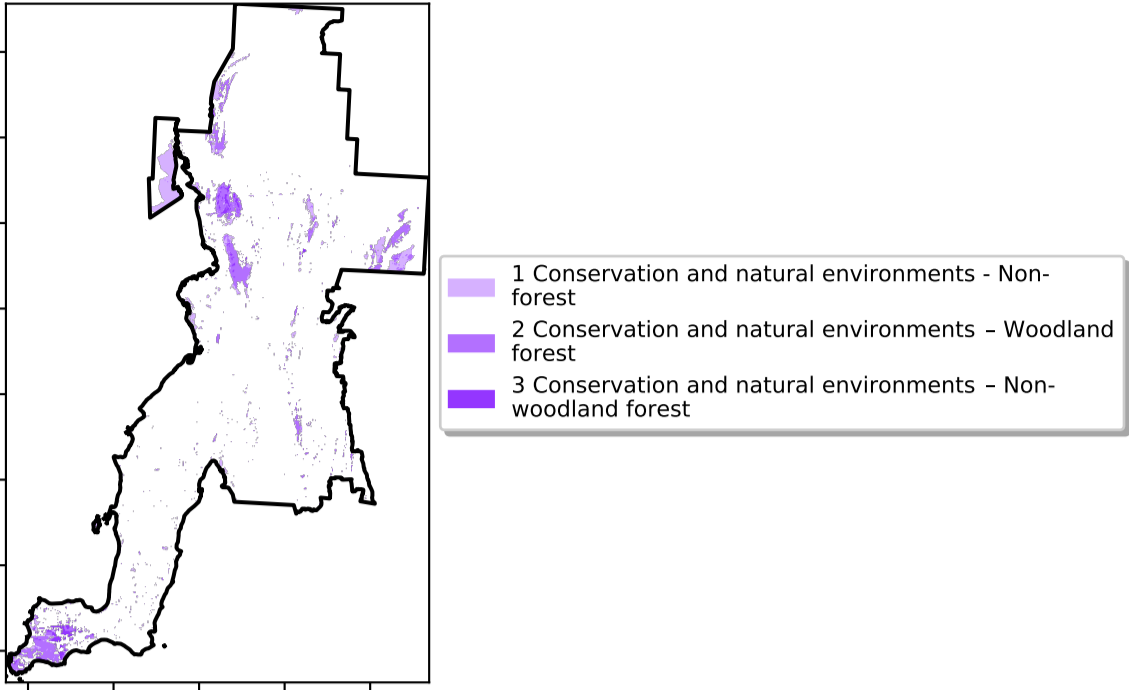 1 Conservation and natural environments - Non-
forest
2 Conservation and natural environments – Woodland
forest
3 Conservation and natural environments – Non-
woodland forest